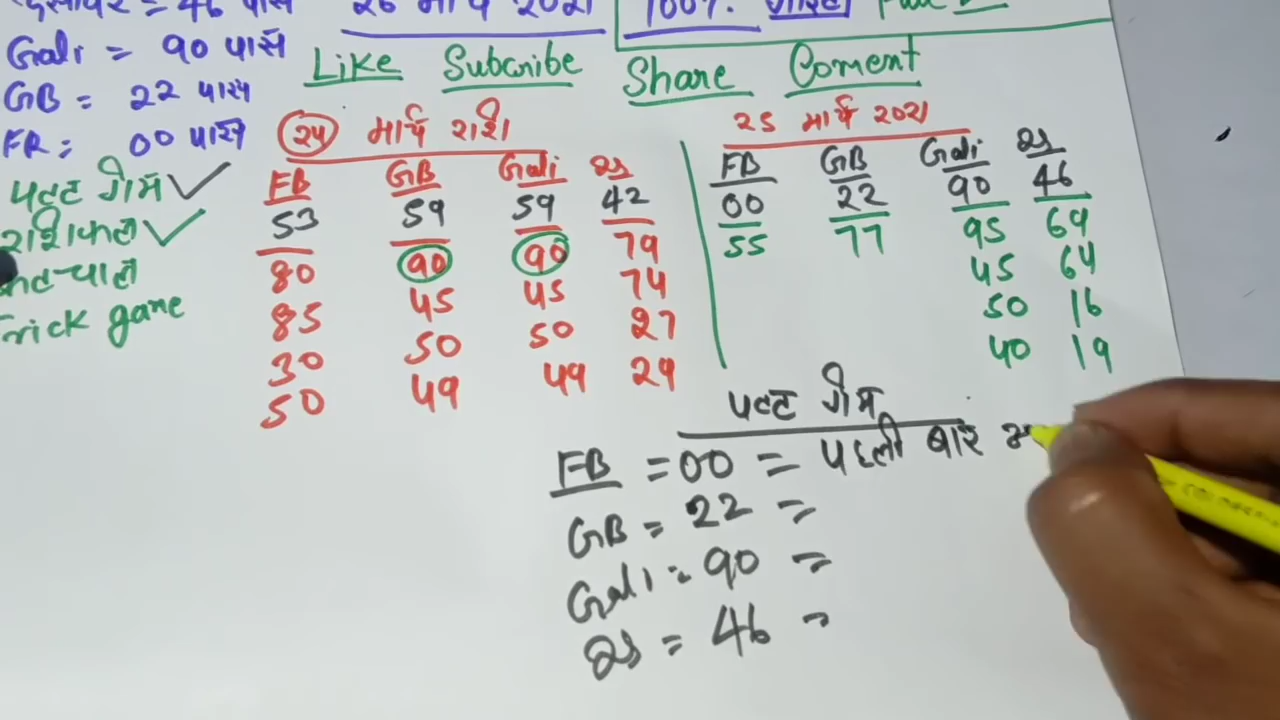 = 46 पास
26 मार्च 2021
100%
Gali = 90 पास
GB = 22 पास
FR = 00 पास
Like Subcribe Share Coment
पलट गेम
राशिफल
Trick game
24 मार्च राशि
FB GB Gali
53 59 59 42
80 90 90 79
85 45 45 74
30 50 50 27
50 49 49 29
25 मार्च 2021
FB GB Gali
00 22 90 46
55 77 95 69
45 64
50 16
40 19
पलट गेम
FB = 00 = पहली बार
GB = 22 =
Gali = 90 =
= 46 =